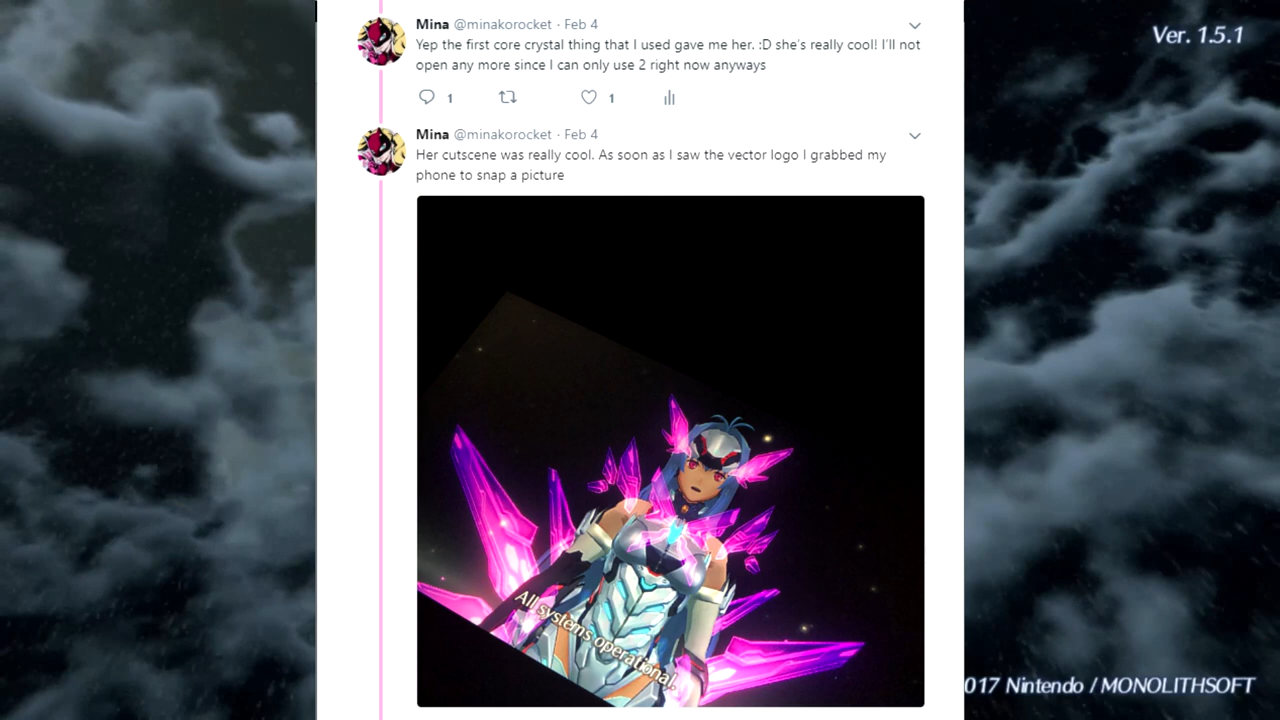 Mina @minakorocket · Feb 4
Yep the first core crystal thing that I used gave me her. :D she's really cool! I'll not
open any more since I can only use 2 right now anyways
1 1
Mina @minakorocket · Feb 4
Her cutscene was really cool. As soon as I saw the vector logo I grabbed my
phone to snap a picture
All systems operational.
Ver. 1.5.1
017 Nintendo / MONOLITHSOFT